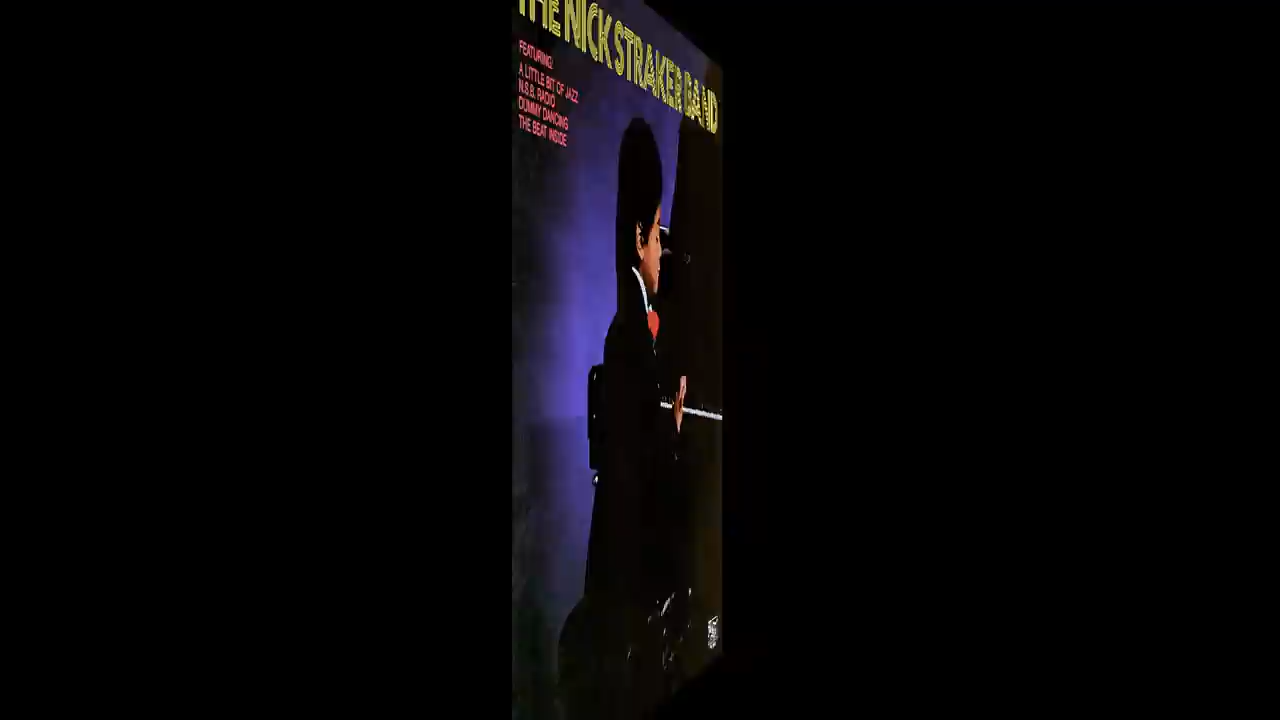 THE NICK STRAKER BAND
FEATURING:
A LITTLE BIT OF JAZZ
N.S.B. RADIO
DUMMY DANCING
THE BEAT INSIDE